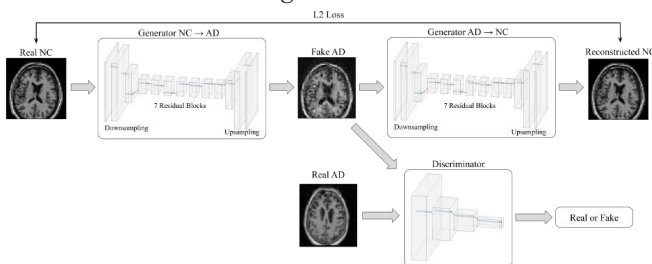 L2 Loss
Real NC
Generator NC → AD
Fake AD
Generator AD → NC
Reconstructed NC
7 Residual Blocks
7 Residual Blocks
Downsampling
Upsampling
Downsampling
Upsampling
Real AD
Discriminator
Real or Fake